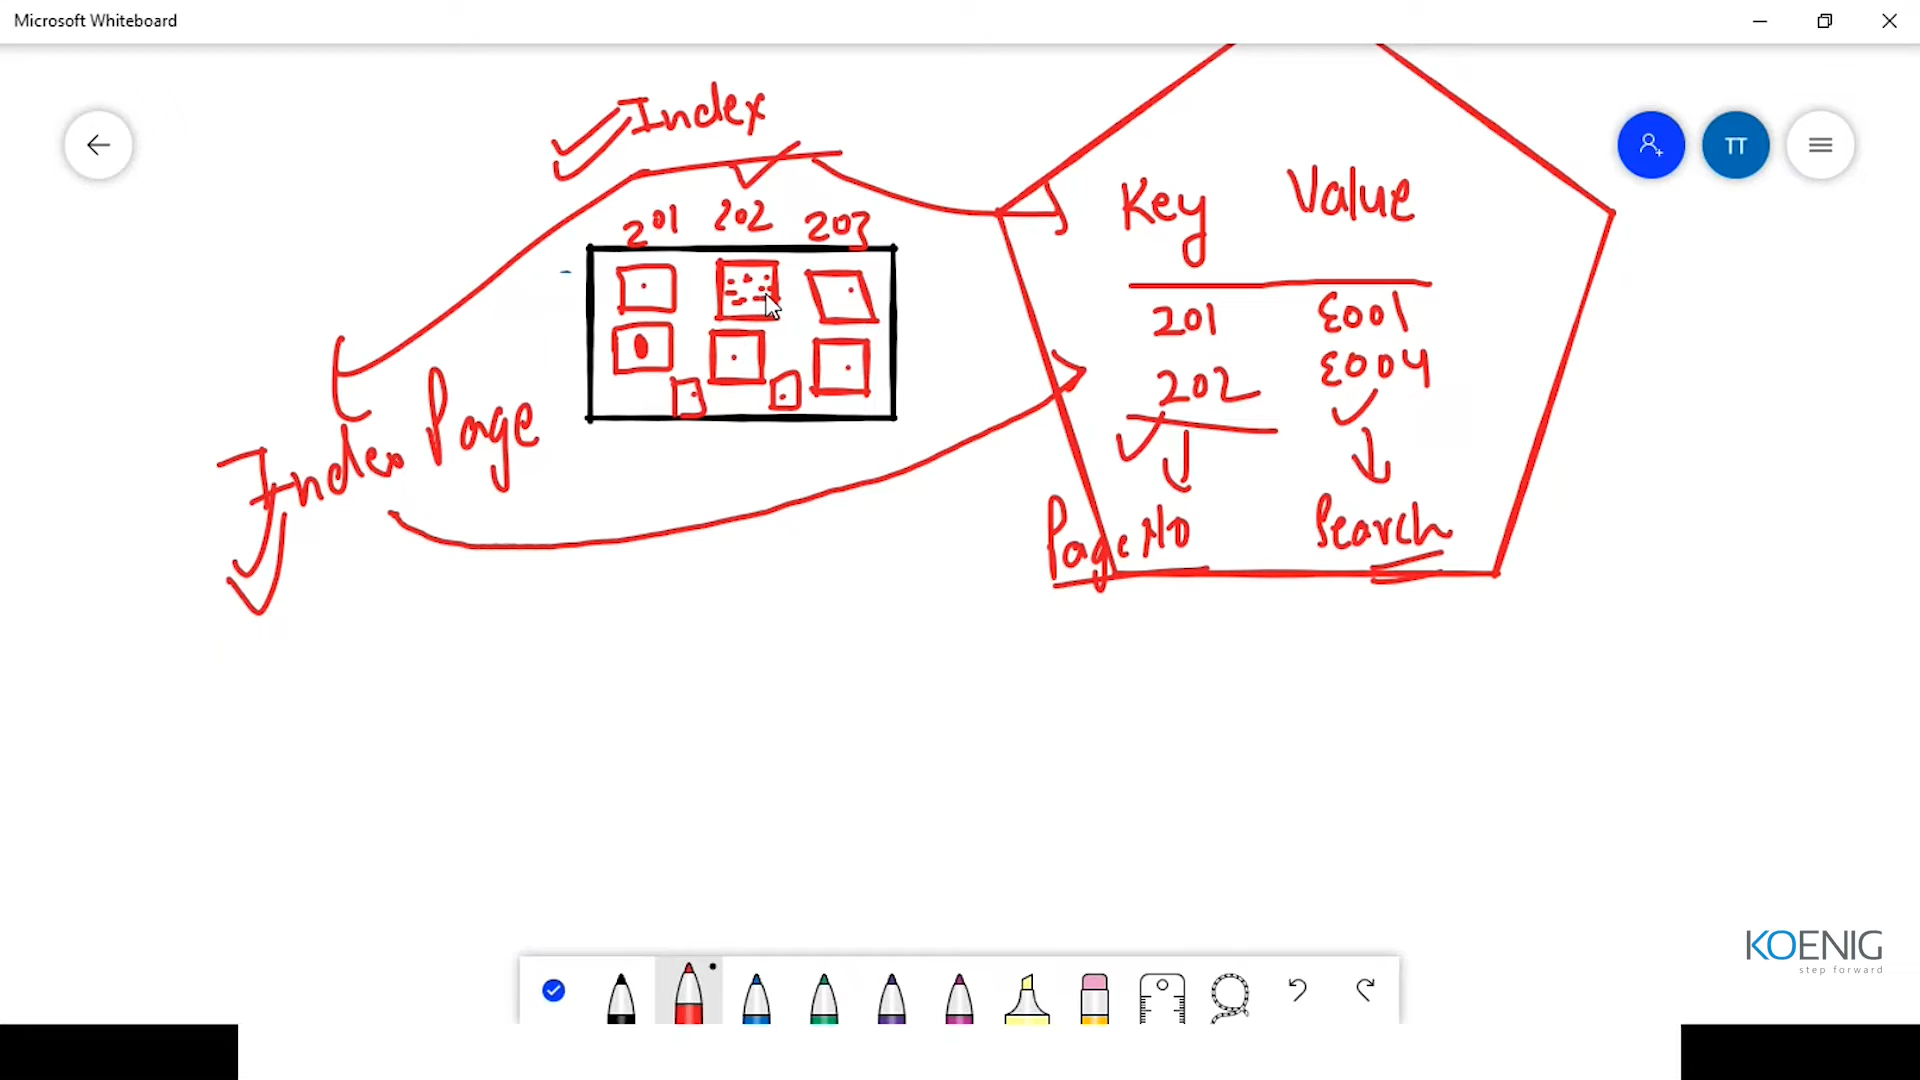 Microsoft Whiteboard
Index
TT
201 202 203
Key Value
201 E001
202 E004
Index Page
Page No Search
KOENIG
step forward